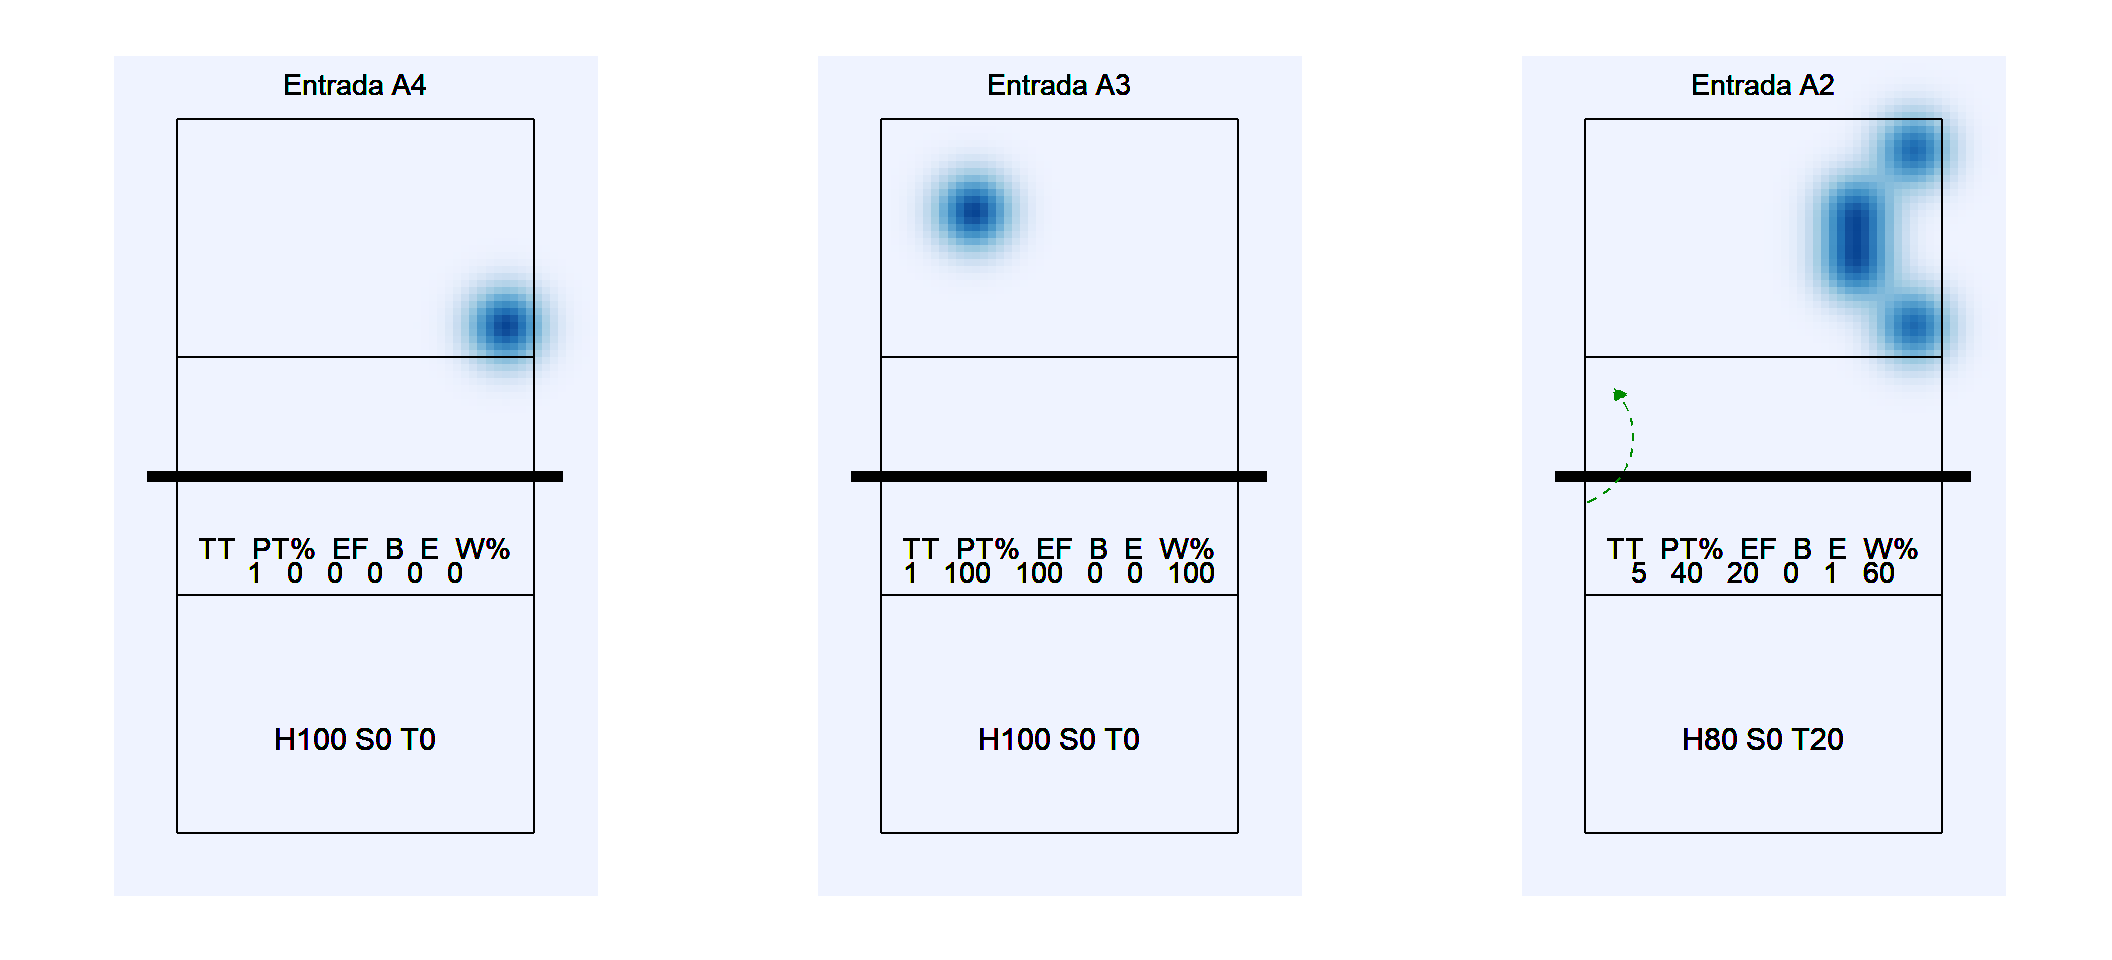 Entrada A4
TT PT% EF B E W%
1 0 0 0 0 0
H100 S0 T0
Entrada A3
TT PT% EF B E W%
1 100 100 0 0 100
H100 S0 T0
Entrada A2
TT PT% EF B E W%
5 40 20 0 1 60
H80 S0 T20